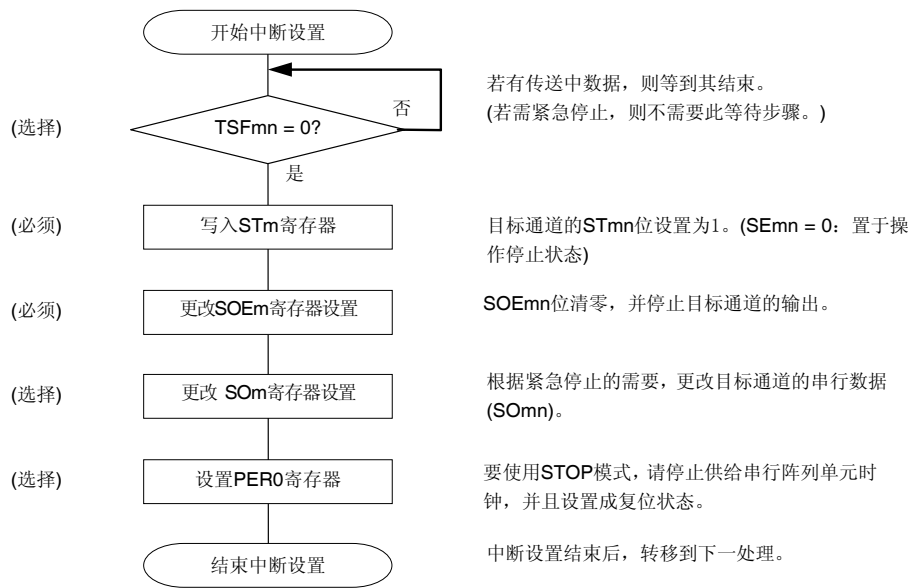 开始中断设置
若有传送中数据，则等到其结束。
(若需紧急停止，则不需要此等待步骤。)
否
(选择)
TSFmn = 0?
是
(必须)
写入STm寄存器
目标通道的STmn位设置为1。(SEmn = 0：置于操
作停止状态)
(必须)
更改SOEm寄存器设置
SOEmn位清零，并停止目标通道的输出。
(选择)
更改 SOm寄存器设置
根据紧急停止的需要，更改目标通道的串行数据
(SOmn)。
(选择)
设置PER0寄存器
要使用STOP模式，请停止供给串行阵列单元时
钟，并且设置成复位状态。
结束中断设置
中断设置结束后，转移到下一处理。